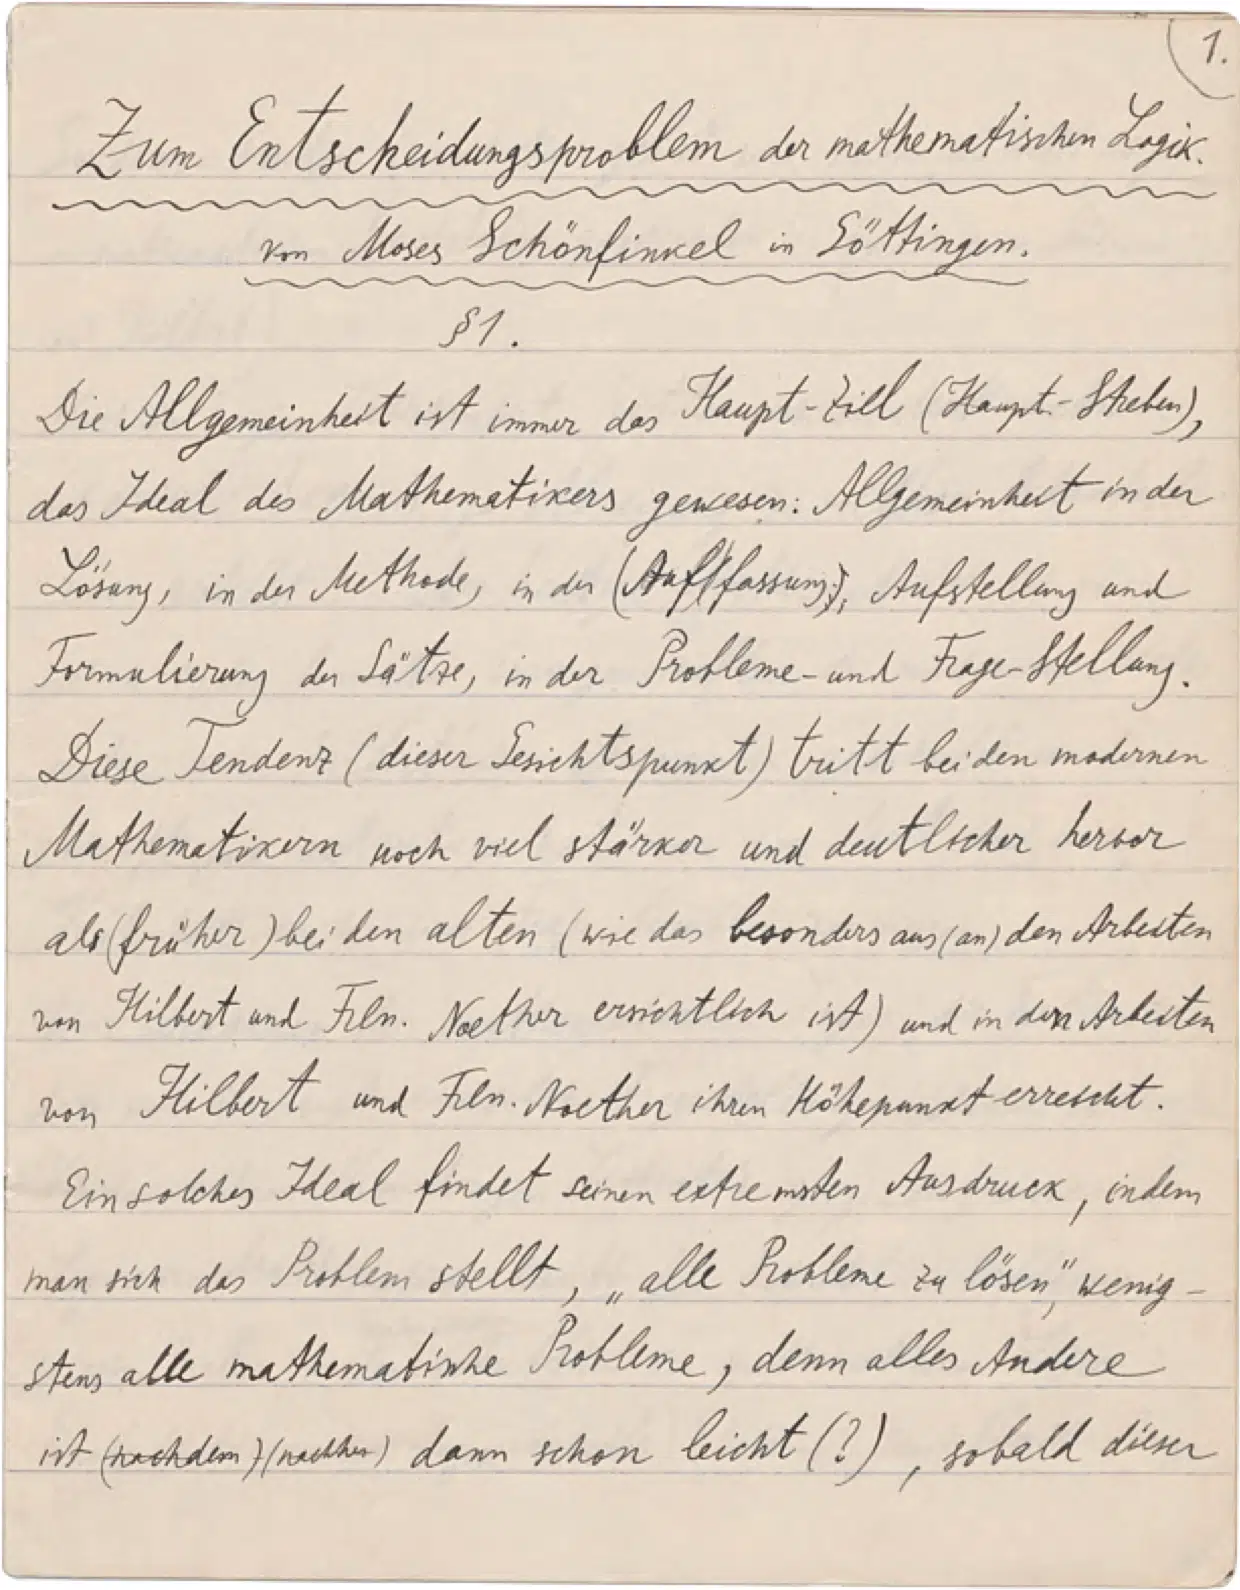 1.
Zum Entscheidungsproblem der mathematischen Logik.
von Moses Schönfinkel in Göttingen.
§1.
Die Allgemeinheit ist immer das Haupt-Ziel (Haupt-Streben),
das Ideal des Mathematikers gewesen: Allgemeinheit in der
Lösung, in der Methode, in der (Auffassung), Aufstellung und
Formulierung der Sätze, in der Probleme- und Frage-Stellung.
Diese Tendenz (dieser Gesichtspunkt) tritt bei den modernen
Mathematikern noch viel stärker und deutlicher hervor
als (früher) bei den alten (wie das besonders aus (an) den Arbeiten
von Hilbert und Frln. Noether ersichtlich ist) und in den Arbeiten
von Hilbert und Frln. Noether ihren Höhepunkt erreicht.
Ein solches Ideal findet seinen extremsten Ausdruck, indem
man sich das Problem stellt, „alle Probleme zu lösen", wenig-
stens alle mathematische Probleme, denn alles Andere
ist (nachdem) (nachher) dann schon leicht (?), sobald dieser